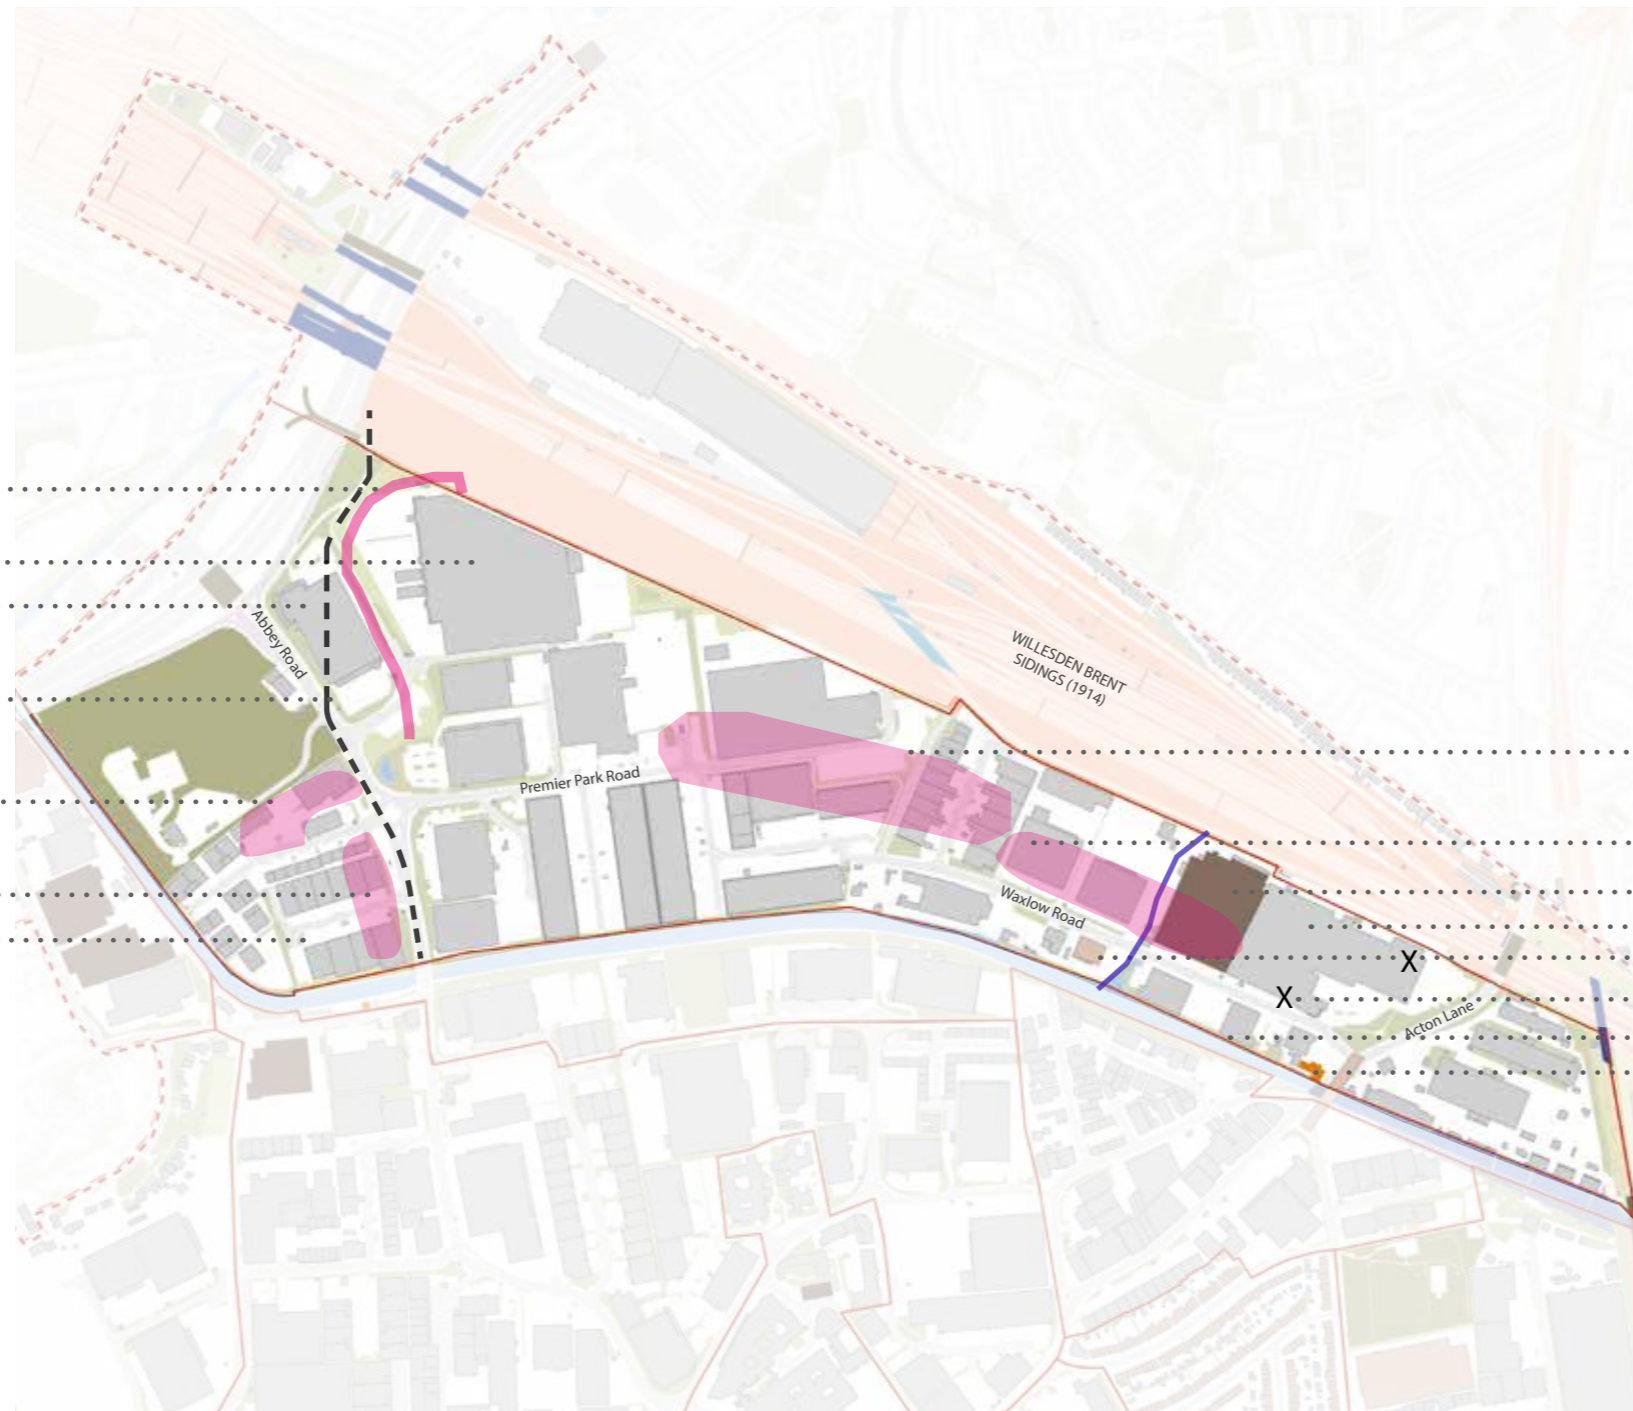 WILLESDEN BRENT
SIDINGS (1914)
Abbey Road
Premier Park Road
Waxlow Road
X
X
Acton Lane